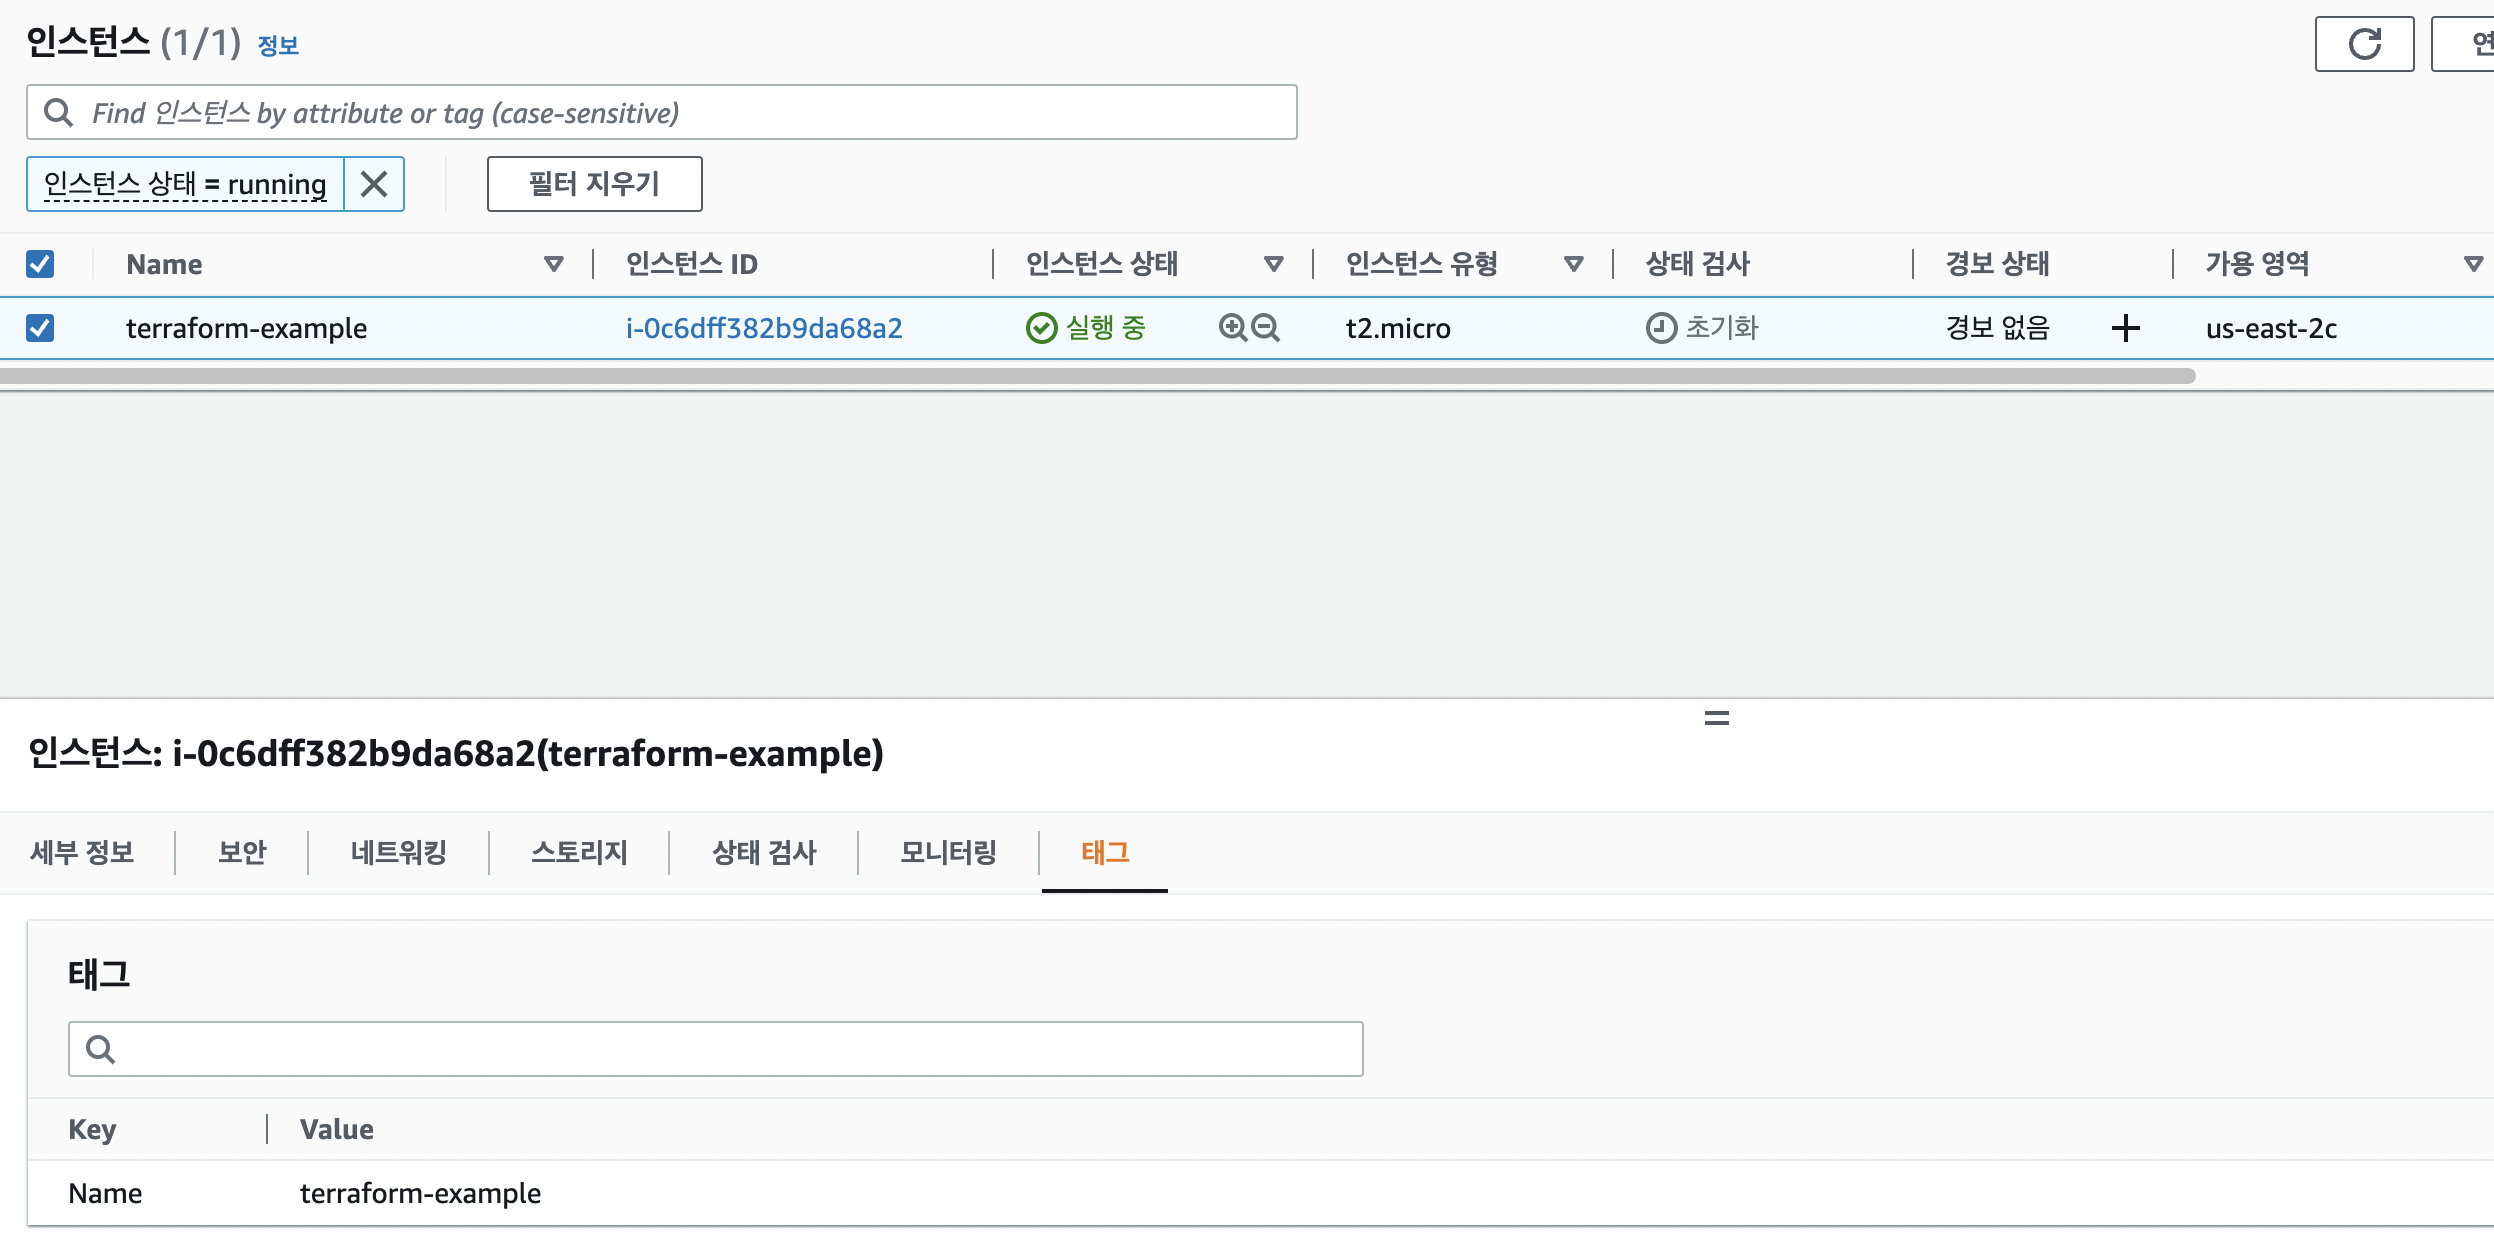 인스턴스 (1/1) 정보
Find 인스턴스 by attribute or tag (case-sensitive)
인스턴스 상태 = running 필터 지우기
Name 인스턴스 ID 인스턴스 상태 인스턴스 유형 상태 검사 경보 상태 가용 영역
terraform-example i-0c6dff382b9da68a2 실행 중 t2.micro 초기화 경보 없음 us-east-2c
인스턴스: i-0c6dff382b9da68a2(terraform-example)
세부 정보 보안 네트워킹 스토리지 상태 검사 모니터링 태그
태그
Key Value
Name terraform-example